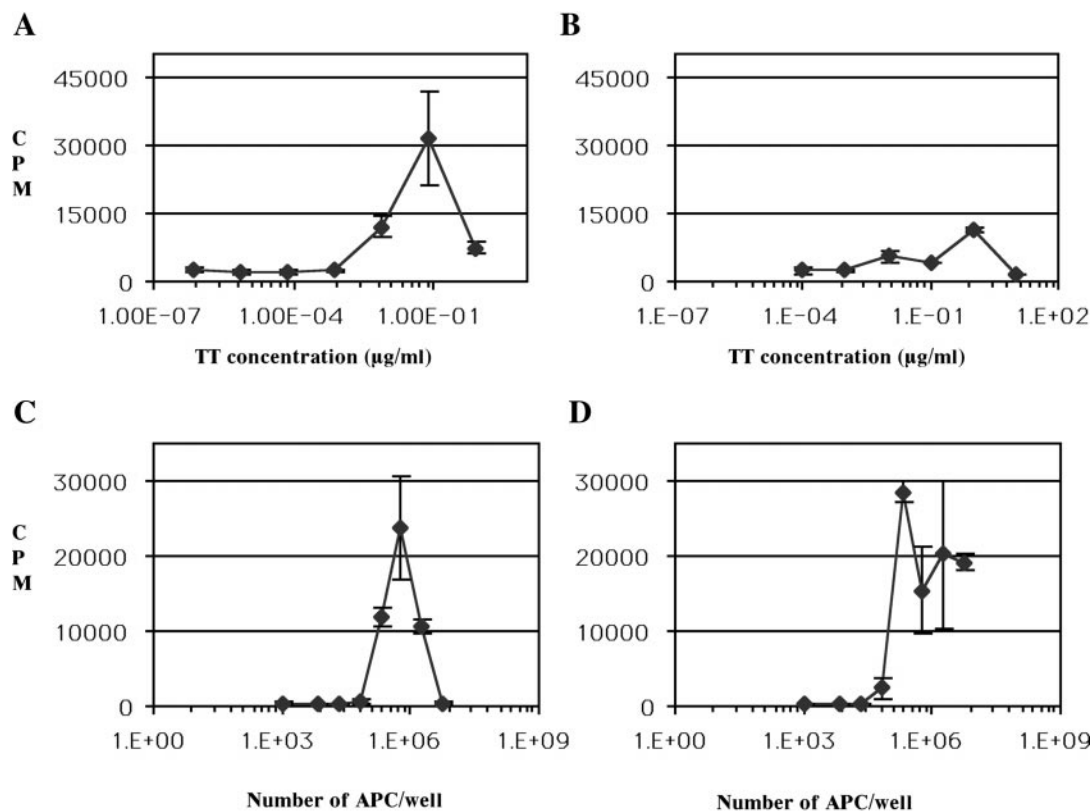 A
B
45000
30000
15000
0
C
P
M
1.00E-07 1.00E-04 1.00E-01
TT concentration (µg/ml)
45000
30000
15000
0
1.E-07 1.E-04 1.E-01 1.E+02
TT concentration (µg/ml)
C
D
30000
20000
10000
0
C
P
M
1.E+00 1.E+03 1.E+06 1.E+09
Number of APC/well
30000
20000
10000
0
1.E+00 1.E+03 1.E+06 1.E+09
Number of APC/well